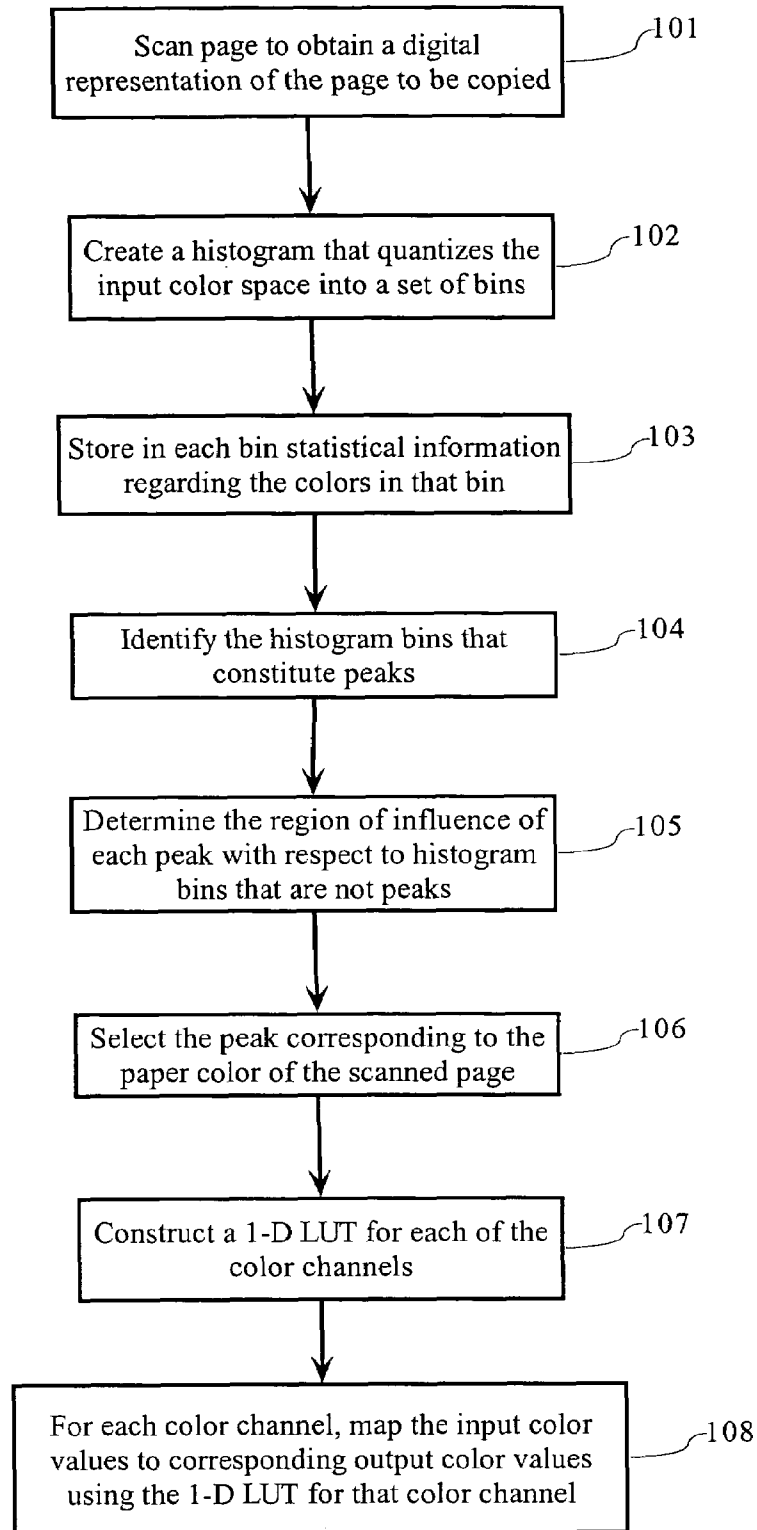 Scan page to obtain a digital
representation of the page to be copied
101
Create a histogram that quantizes the
input color space into a set of bins
102
Store in each bin statistical information
regarding the colors in that bin
103
Identify the histogram bins that
constitute peaks
104
Determine the region of influence of
each peak with respect to histogram
bins that are not peaks
105
Select the peak corresponding to the
paper color of the scanned page
106
Construct a 1-D LUT for each of the
color channels
107
For each color channel, map the input color
values to corresponding output color values
using the 1-D LUT for that color channel
108